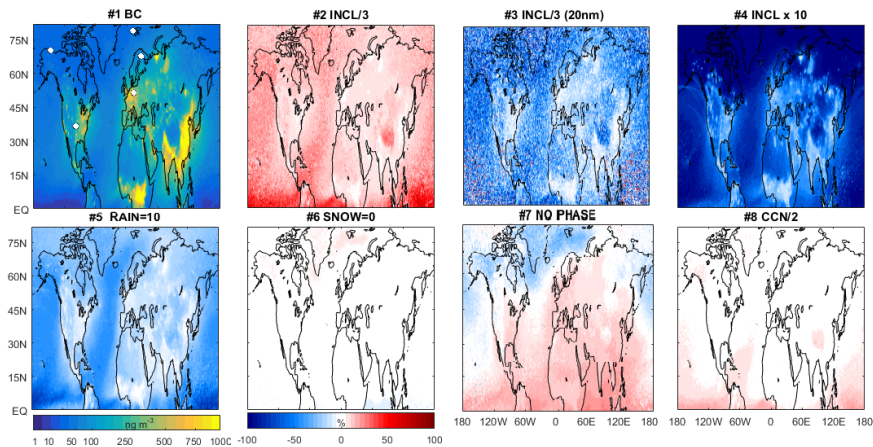 #1 BC
#2 INCL/3
#3 INCL/3 (20nm)
#4 INCL x 10
75N
60N
45N
30N
15N
EQ
#5 RAIN=10
#6 SNOW=0
#7 NO PHASE
#8 CCN/2
75N
60N
45N
30N
15N
EQ
180W 120W 60W 0 60E 120E 180
180W 120W 60W 0 60E 120E 180
ng m-3
1 10 50 100 250 500 750 1000
%
-100 -50 0 50 100